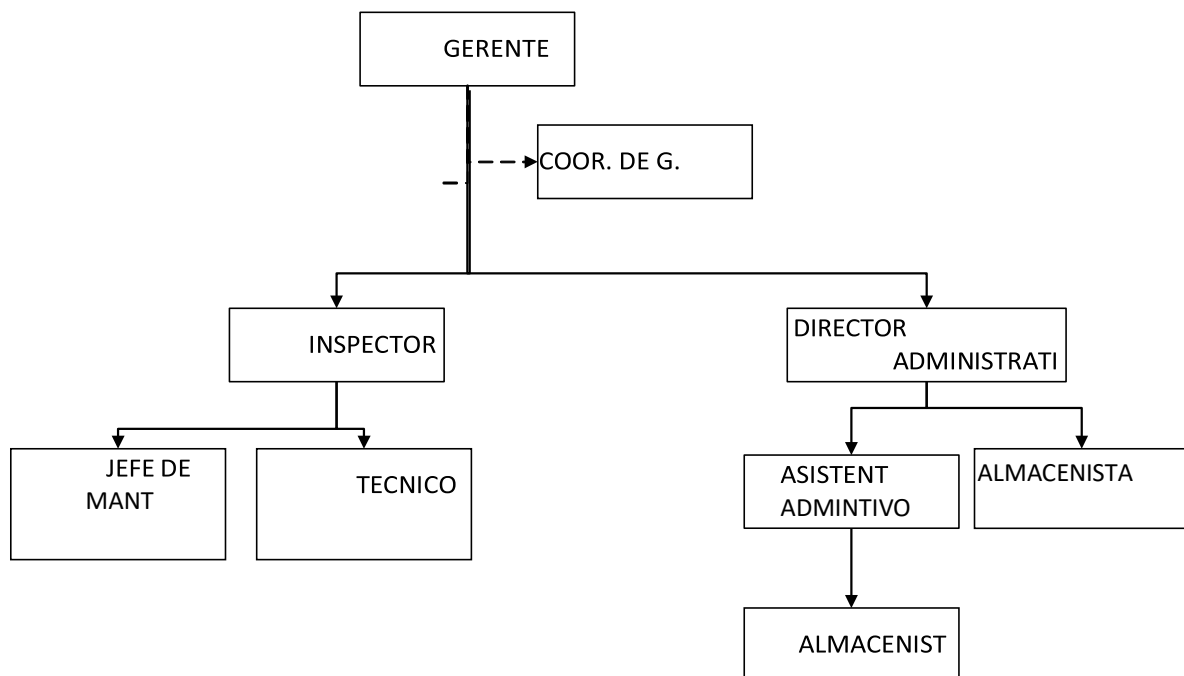 GERENTE
COOR. DE G.
INSPECTOR
DIRECTOR
ADMINISTRATI
JEFE DE
MANT
TECNICO
ASISTENT
ADMINTIVO
ALMACENISTA
ALMACENIST